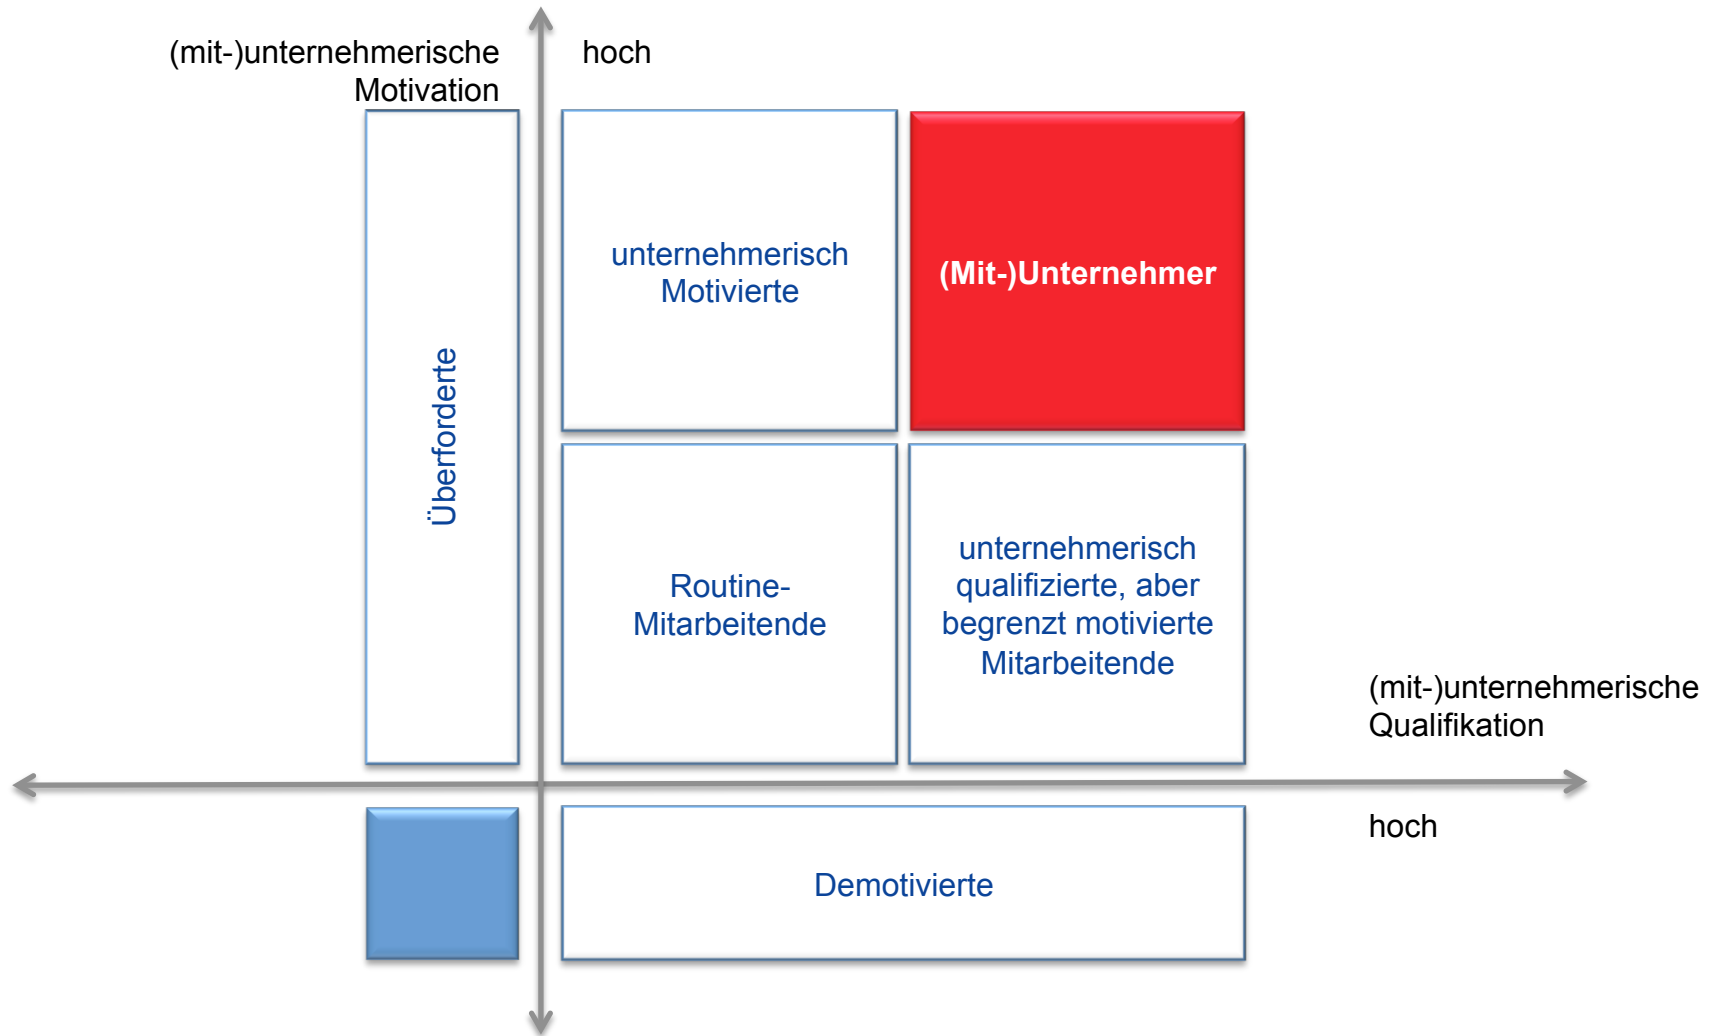 (mit-)unternehmerische
Motivation
hoch
unternehmerisch
Motivierte
(Mit-)Unternehmer
Überforderte
Routine-
Mitarbeitende
unternehmerisch
qualifizierte, aber
begrenzt motivierte
Mitarbeitende
(mit-)unternehmerische
Qualifikation
hoch
Demotivierte